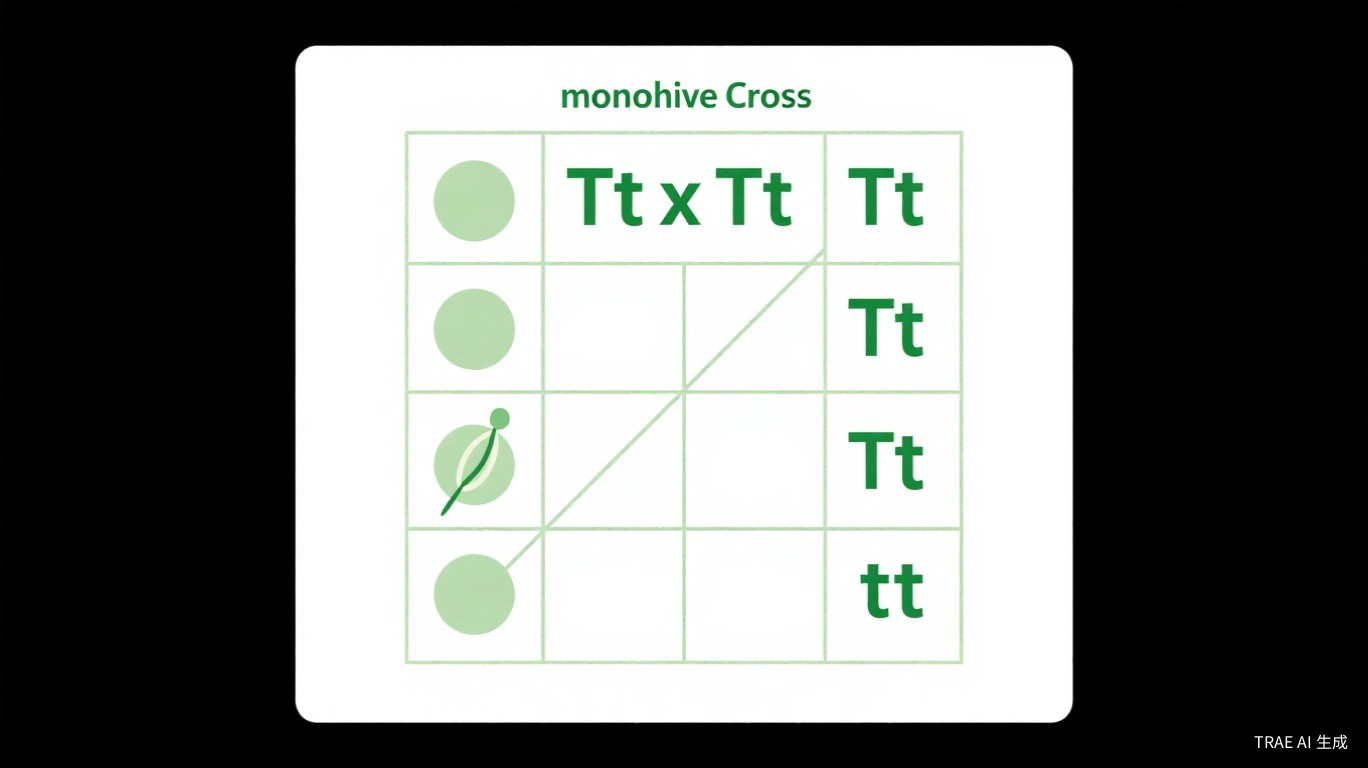 monohive Cross
Tt x Tt Tt
Tt
Tt
tt
TRAE AI 生成